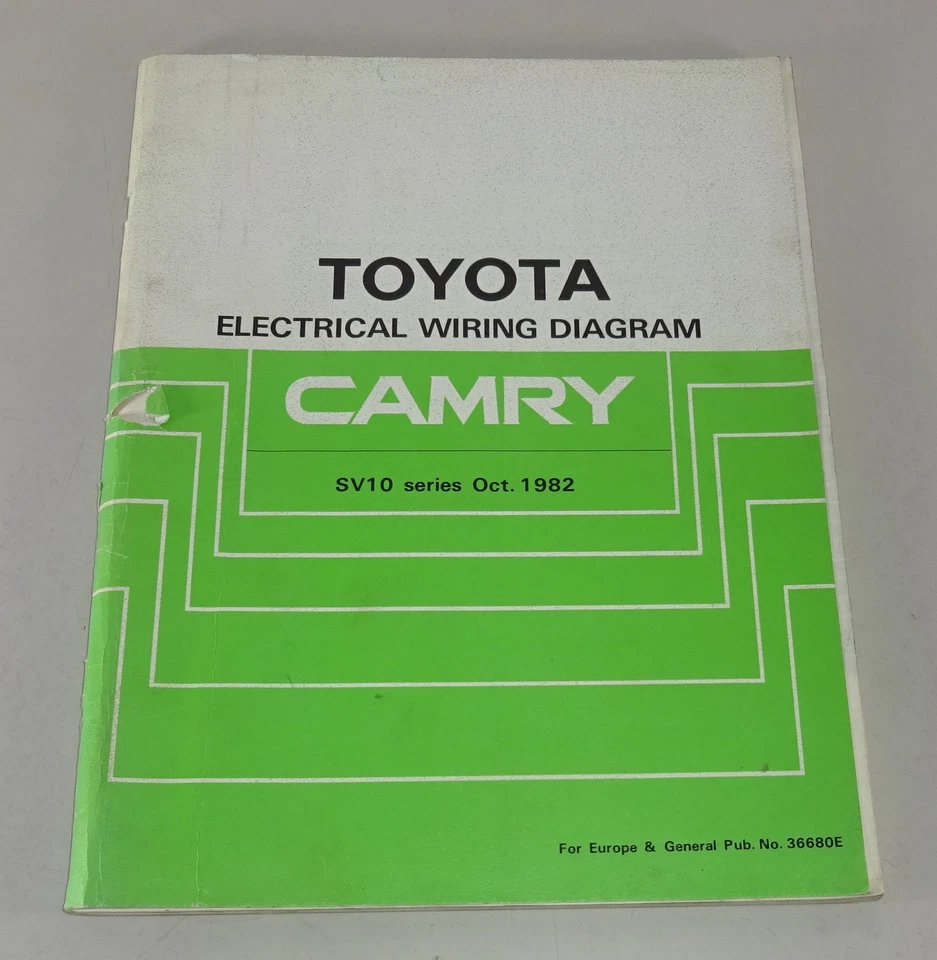 TOYOTA
ELECTRICAL WIRING DIAGRAM
CAMRY
SV10 series Oct. 1982
For Europe & General Pub. No. 36680E